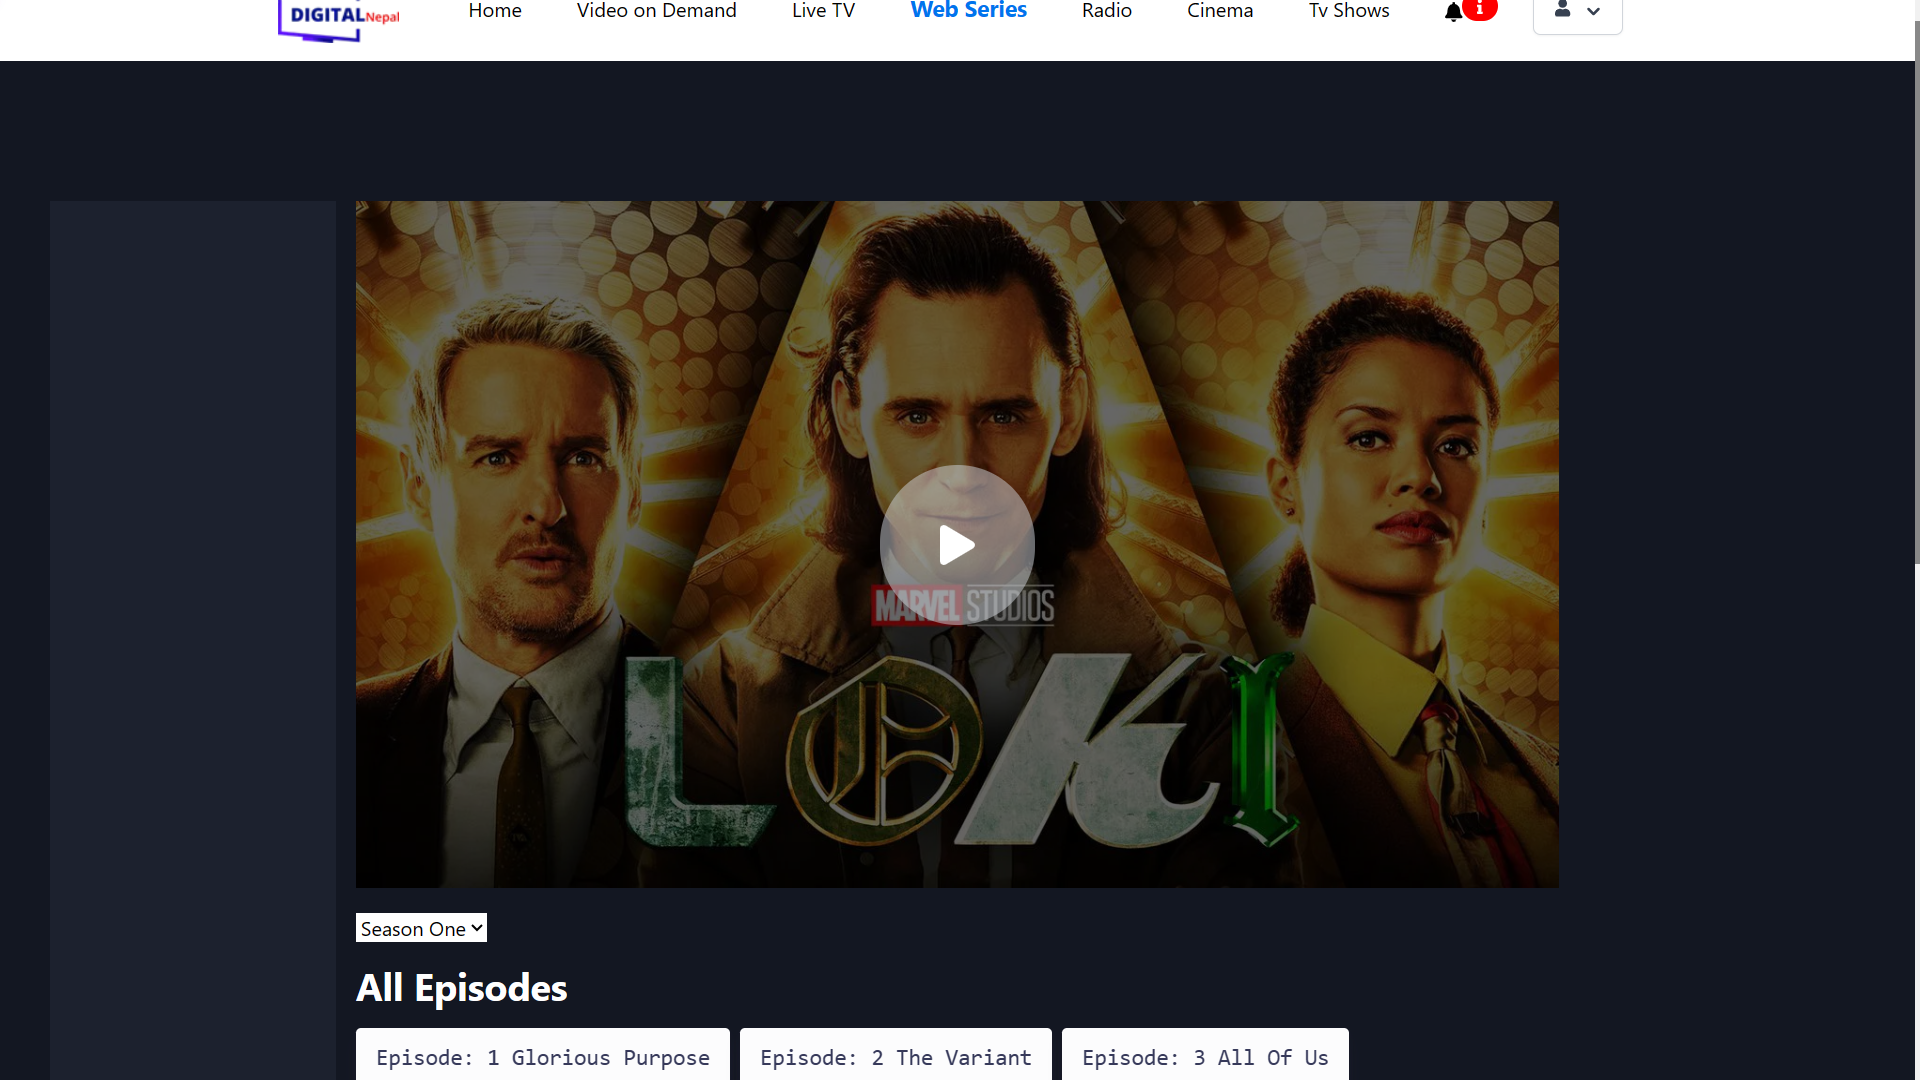 DIGITALNepal
Home
Video on Demand
Live TV
Web Series
Radio
Cinema
Tv Shows
MARVEL STUDIOS
LOKI
Season One
All Episodes
Episode: 1 Glorious Purpose
Episode: 2 The Variant
Episode: 3 All Of Us